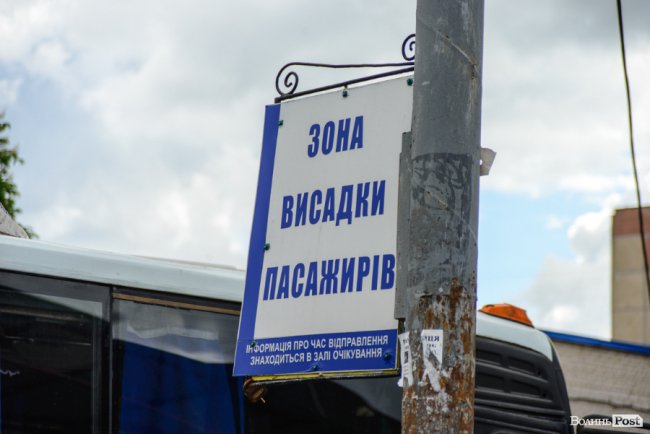 ЗОНА
ВИСАДКИ
ПАСАЖИРІВ
ІНФОРМАЦІЯ ПРО ЧАС ВІДПРАВЛЕННЯ
ЗНАХОДИТЬСЯ В ЗАЛІ ОЧІКУВАННЯ
ВолиньPost